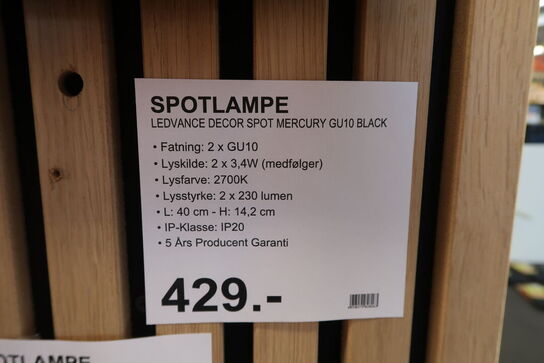 SPOTLAMPE
LEDVANCE DECOR SPOT MERCURY GU10 BLACK
• Fatning: 2 x GU10
• Lyskilde: 2 x 3,4W (medfølger)
• Lysfarve: 2700K
• Lysstyrke: 2 x 230 lumen
• L: 40 cm - H: 14,2 cm
• IP-Klasse: IP20
• 5 Års Producent Garanti
429.-